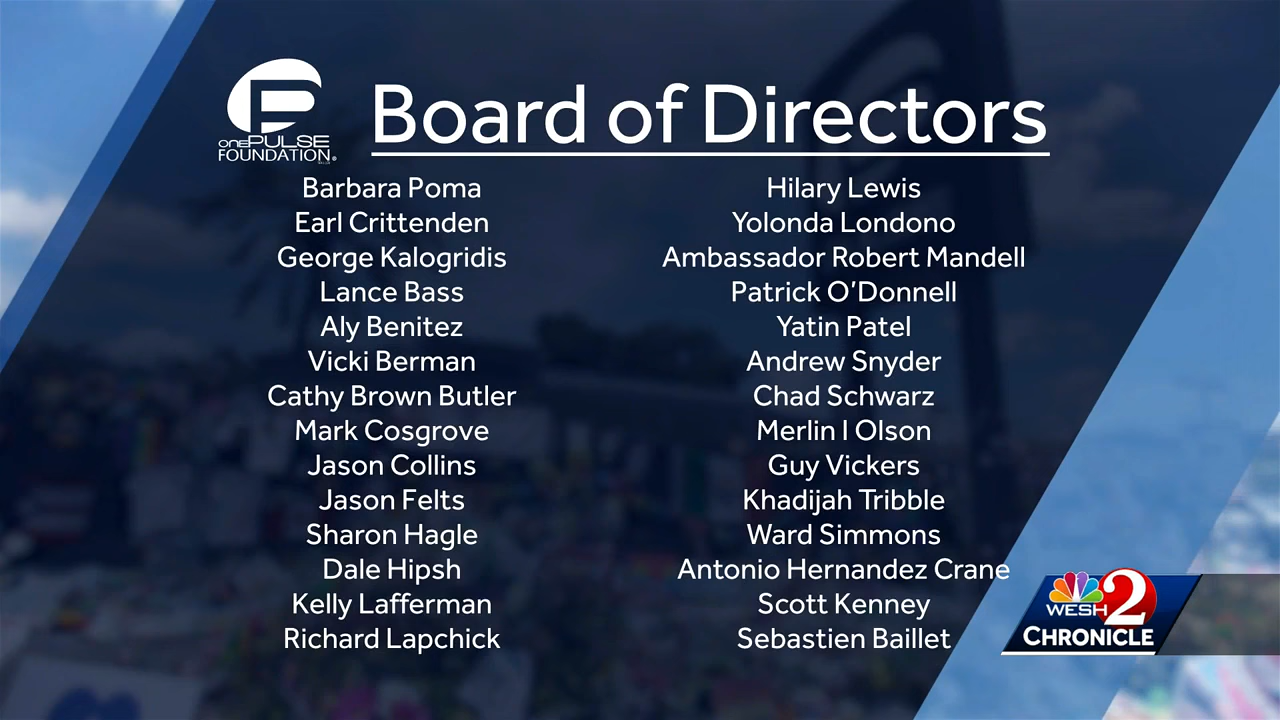 onePULSE
FOUNDATION
Board of Directors
Barbara Poma
Earl Crittenden
George Kalogridis
Lance Bass
Aly Benitez
Vicki Berman
Cathy Brown Butler
Mark Cosgrove
Jason Collins
Jason Felts
Sharon Hagle
Dale Hipsh
Kelly Lafferman
Richard Lapchick
Hilary Lewis
Yolonda Londono
Ambassador Robert Mandell
Patrick O'Donnell
Yatin Patel
Andrew Snyder
Chad Schwarz
Merlin I Olson
Guy Vickers
Khadijah Tribble
Ward Simmons
Antonio Hernandez Crane
Scott Kenney
Sebastien Baillet
WESH 2
CHRONICLE